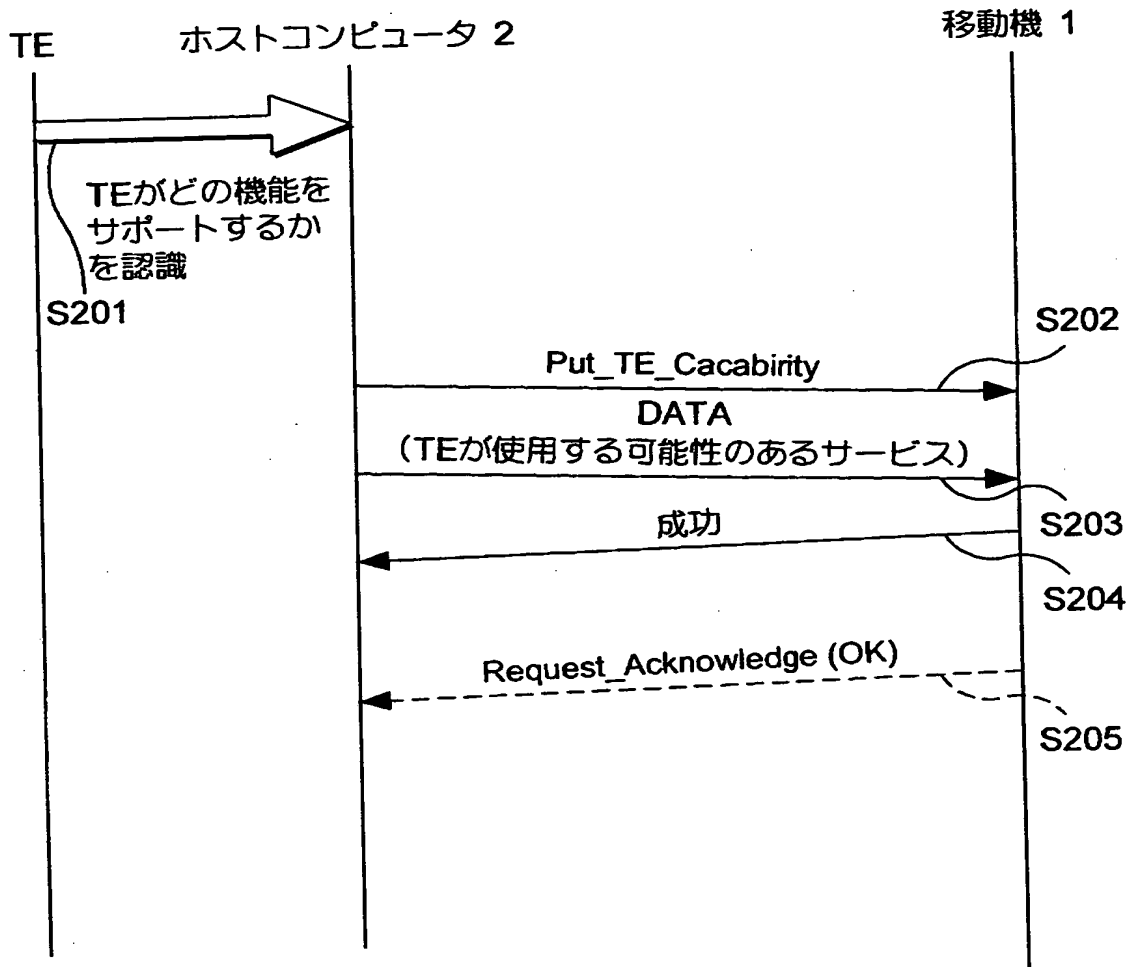 TE
ホストコンピュータ 2
移動機 1
TEがどの機能を
サポートするか
を認識
S201
S202
Put_TE_Cacabirity
DATA
（TEが使用する可能性のあるサービス）
S203
成功
S204
Request_Acknowledge (OK)
S205